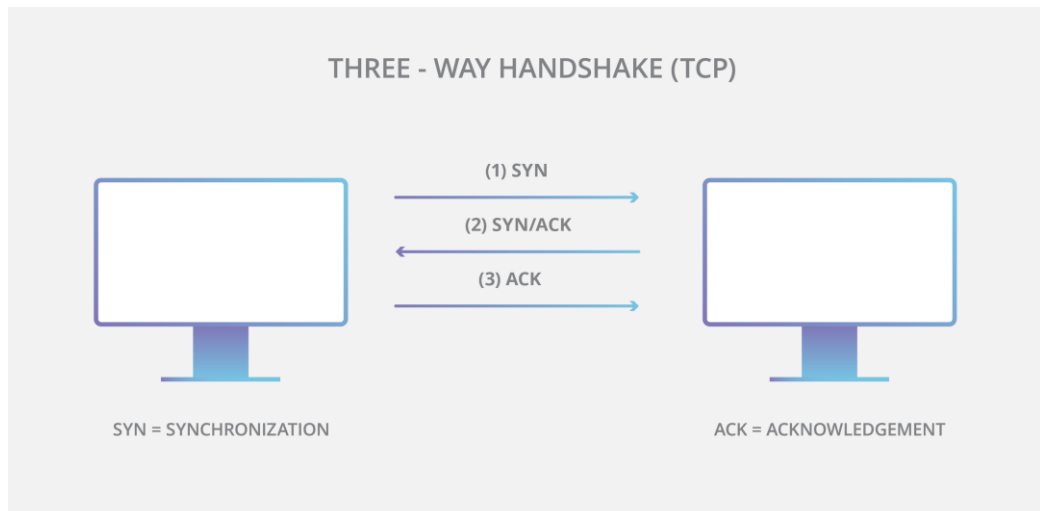 THREE - WAY HANDSHAKE (TCP)
(1) SYN
(2) SYN/ACK
(3) ACK
SYN = SYNCHRONIZATION
ACK = ACKNOWLEDGEMENT